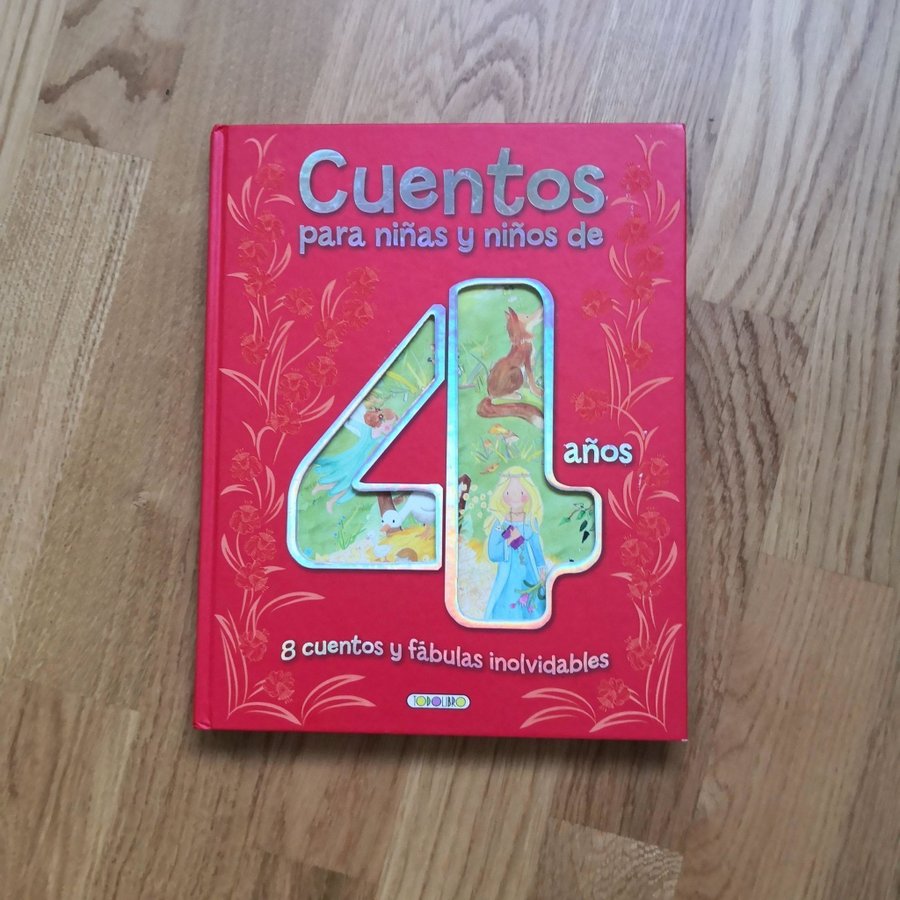 Cuentos
para niñas y niños de
4
años
8 cuentos y fábulas inolvidables
TODOLIBRO